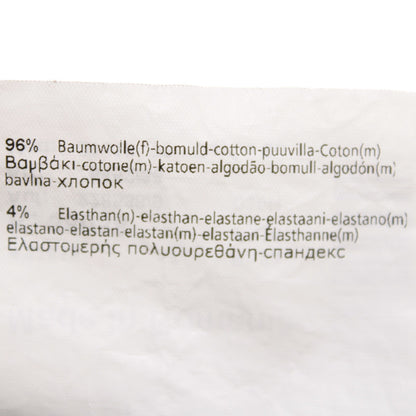 96% Baumwolle(f)-bomuld-cotton-puuvilla-Coton(m)
Βαμβάκι-cotone(m)-katoen-algodão-bomull-algodón(m)
bavlna-хлопок
4% Elasthan(n)-elasthan-elastane-elastaani-elastano(m)
elastano-elastan-elastan(m)-elastaan-Élasthanne(m)
Ελαστομερής πολυουρεθάνη-спандекс